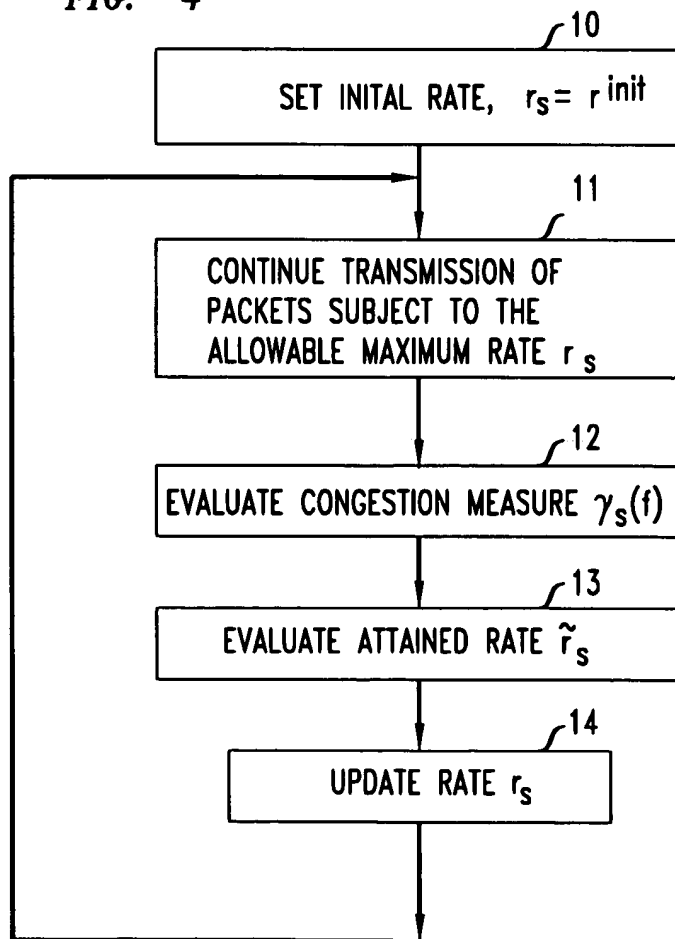 FIG. 4
10
SET INITAL RATE, r_s = r^init
11
CONTINUE TRANSMISSION OF
PACKETS SUBJECT TO THE
ALLOWABLE MAXIMUM RATE r_s
12
EVALUATE CONGESTION MEASURE γ_s(f)
13
EVALUATE ATTAINED RATE r̃_s
14
UPDATE RATE r_s